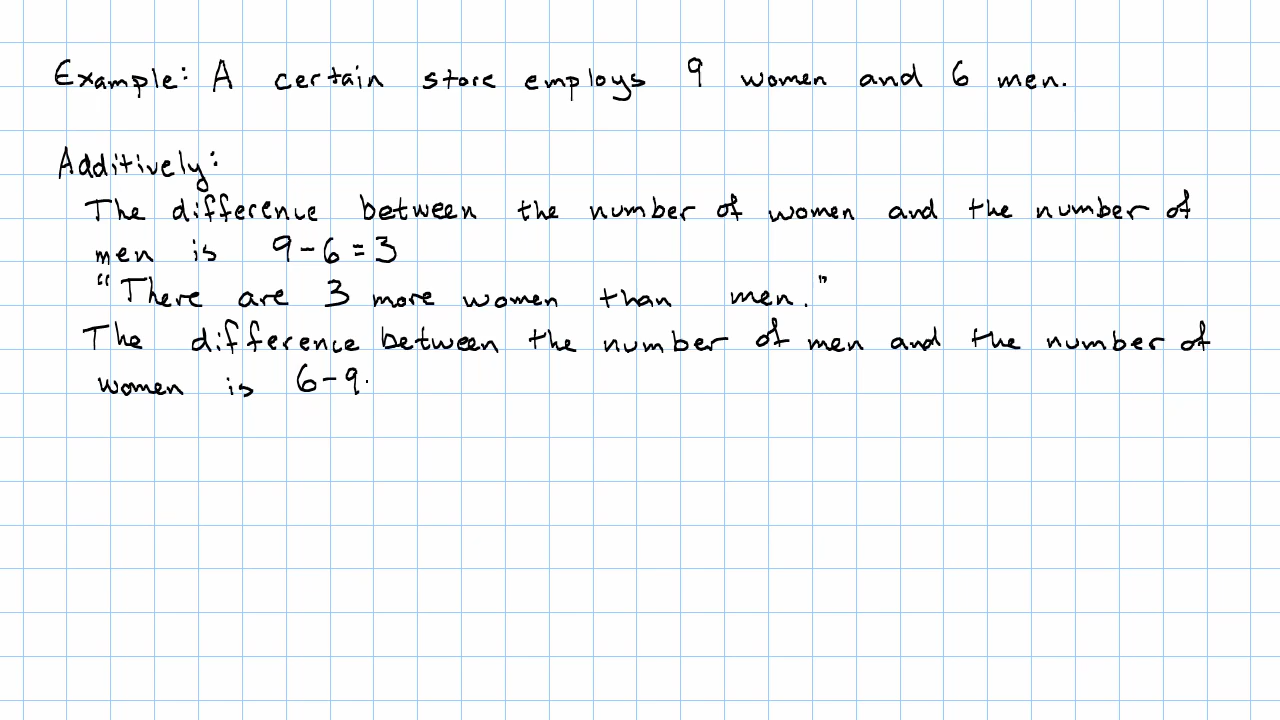 Example: A certain store employs 9 women and 6 men.
Additively:
The difference between the number of women and the number of
men is 9-6=3
"There are 3 more women than men."
The difference between the number of men and the number of
women is 6-9.